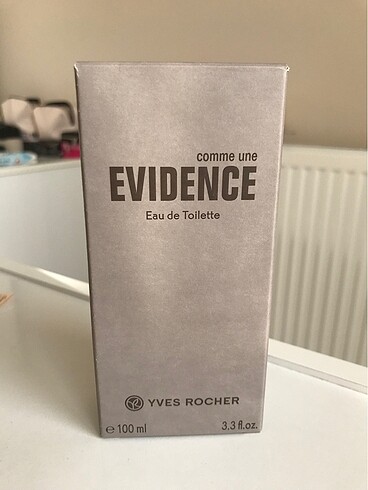 comme une
EVIDENCE
Eau de Toilette
YVES ROCHER
e 100 ml 3.3 fl.oz.